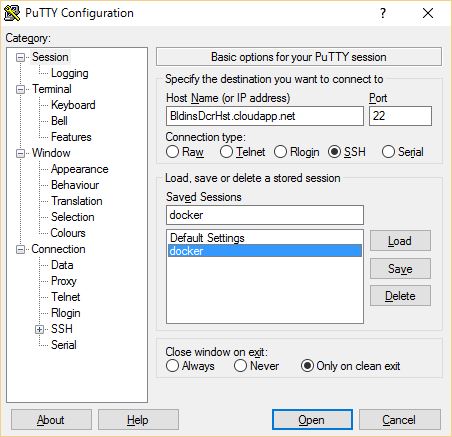 PuTTY Configuration
Category:
Session
Logging
Terminal
Keyboard
Bell
Features
Window
Appearance
Behaviour
Translation
Selection
Colours
Connection
Data
Proxy
Telnet
Rlogin
SSH
Serial
Basic options for your PuTTY session
Specify the destination you want to connect to
Host Name (or IP address) Port
BldinsDcrHst.cloudapp.net 22
Connection type:
Raw Telnet Rlogin SSH Serial
Load, save or delete a stored session
Saved Sessions
docker
Default Settings
docker
Load
Save
Delete
Close window on exit:
Always Never Only on clean exit
About Help Open Cancel